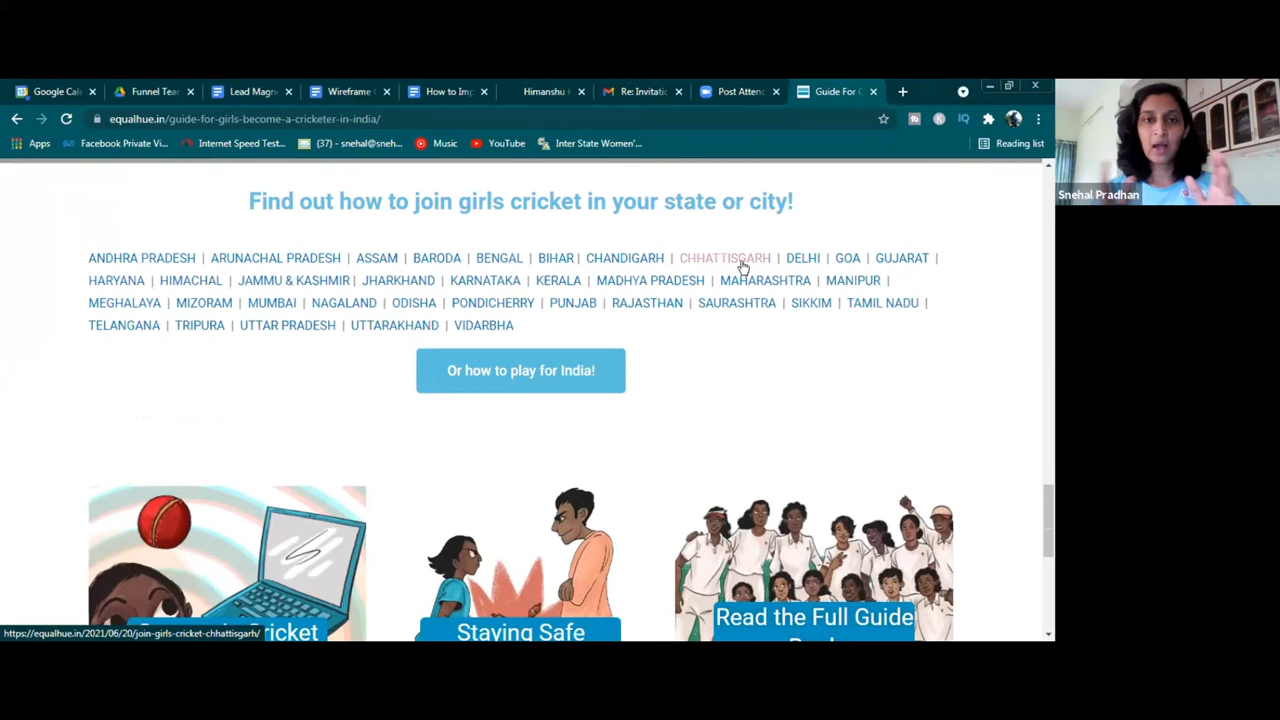 Google Cal
Funnel Tear
Lead Magn
Wireframe
How to Imp
Himanshu
Re: Invitatio
Post Attend
Guide For G
equalhue.in/guide-for-girls-become-a-cricketer-in-india/
Apps
Facebook Private Vi...
Internet Speed Test...
(37) - snehal@sneh...
Music
YouTube
Inter State Women'...
Reading list
Snehal Pradhan
Find out how to join girls cricket in your state or city!
ANDHRA PRADESH | ARUNACHAL PRADESH | ASSAM | BARODA | BENGAL | BIHAR | CHANDIGARH | CHHATTISGARH | DELHI | GOA | GUJARAT |
HARYANA | HIMACHAL | JAMMU & KASHMIR | JHARKHAND | KARNATAKA | KERALA | MADHYA PRADESH | MAHARASHTRA | MANIPUR |
MEGHALAYA | MIZORAM | MUMBAI | NAGALAND | ODISHA | PONDICHERRY | PUNJAB | RAJASTHAN | SAURASHTRA | SIKKIM | TAMIL NADU |
TELANGANA | TRIPURA | UTTAR PRADESH | UTTARAKHAND | VIDARBHA
Or how to play for India!
Cricket
Staying Safe
Read the Full Guide
https://equalhue.in/2021/06/20/join-girls-cricket-chhattisgarh/